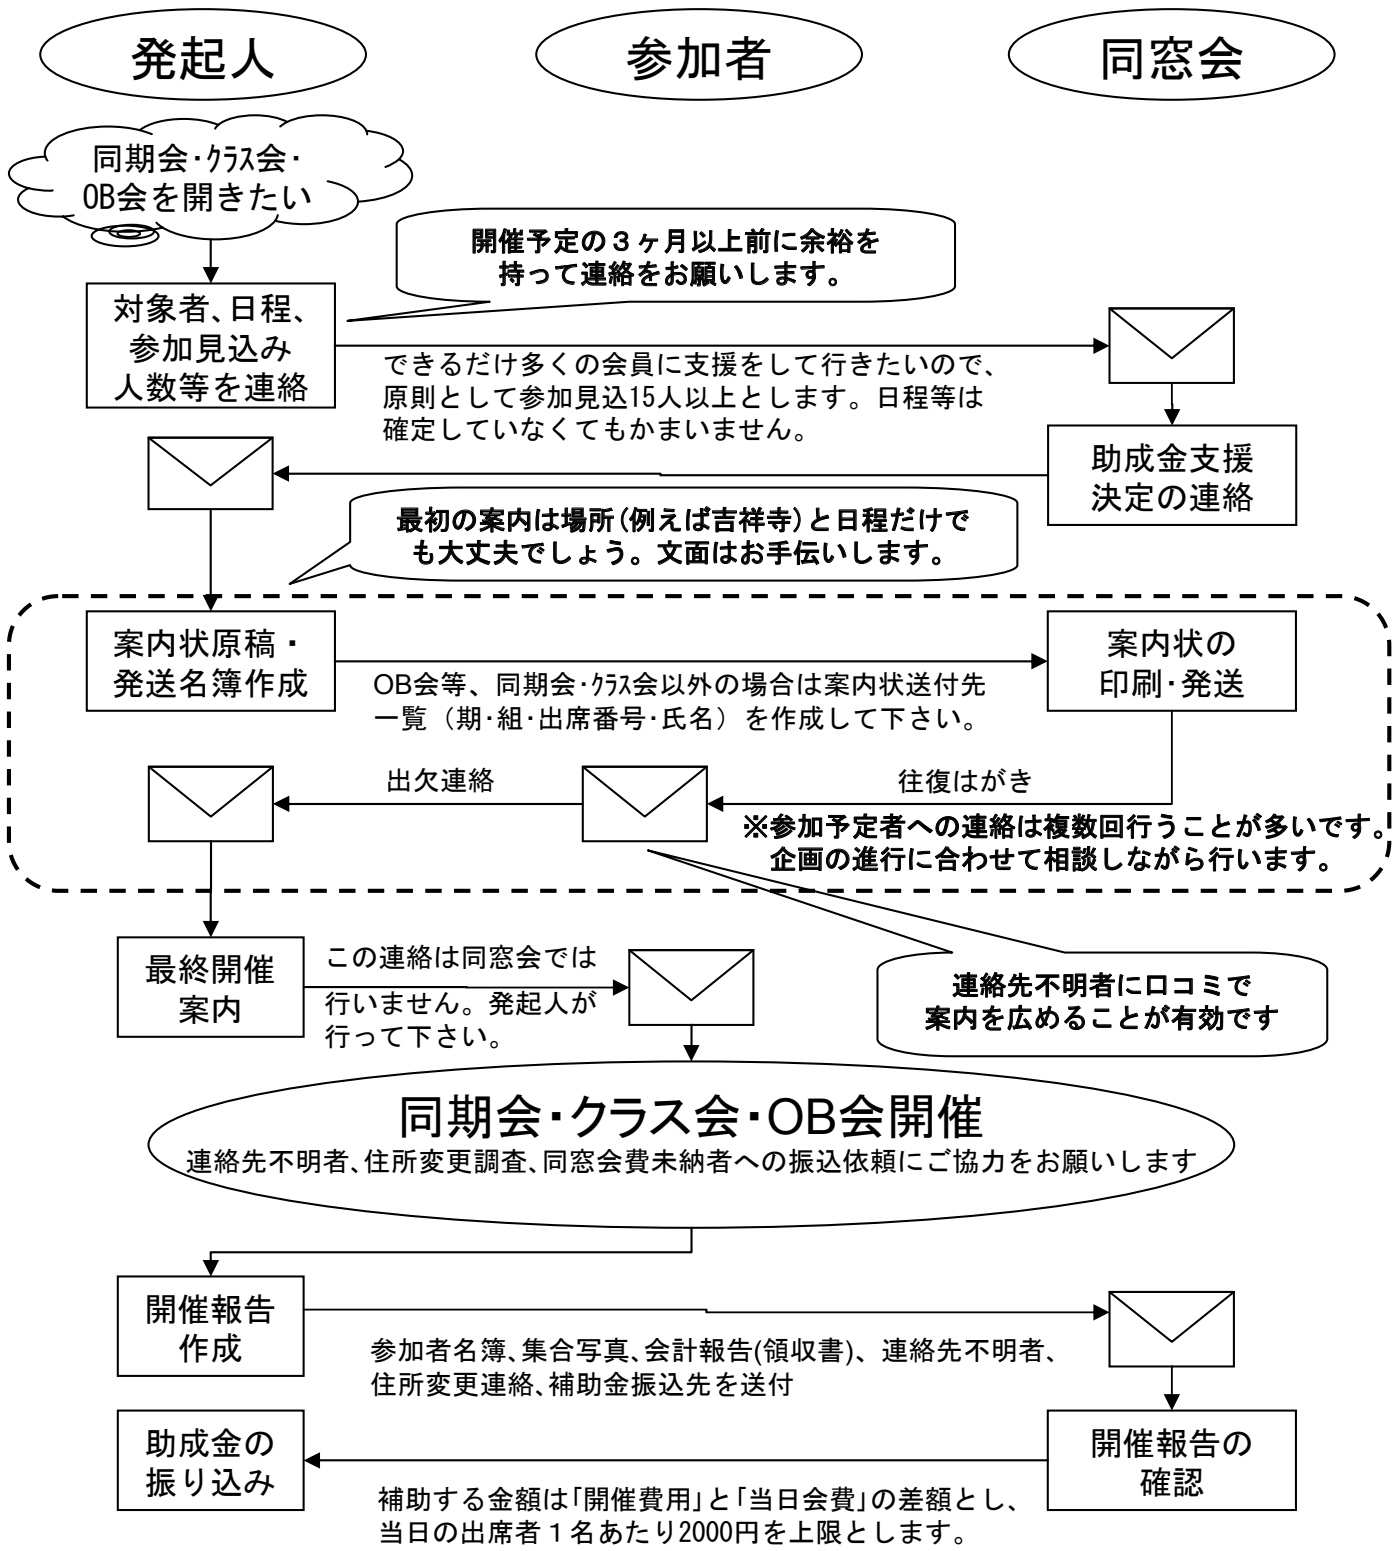 発起人
参加者
同窓会
同期会･ｸﾗｽ会･
OB会を開きたい
開催予定の３ヶ月以上前に余裕を
持って連絡をお願いします。
対象者、日程、
参加見込み
人数等を連絡
できるだけ多くの会員に支援をして行きたいので、
原則として参加見込15人以上とします。日程等は
確定していなくてもかまいません。
助成金支援
決定の連絡
最初の案内は場所(例えば吉祥寺)と日程だけで
も大丈夫でしょう。文面はお手伝いします。
案内状原稿・
発送名簿作成
案内状の
印刷･発送
OB会等、同期会･ｸﾗｽ会以外の場合は案内状送付先
一覧（期･組･出席番号･氏名）を作成して下さい。
出欠連絡
往復はがき
※参加予定者への連絡は複数回行うことが多いです。
企画の進行に合わせて相談しながら行います。
最終開催
案内
この連絡は同窓会では
行いません。発起人が
行って下さい。
連絡先不明者に口コミで
案内を広めることが有効です
同期会・クラス会・OB会開催
連絡先不明者、住所変更調査、同窓会費未納者への振込依頼にご協力をお願いします
開催報告
作成
参加者名簿、集合写真、会計報告(領収書)、連絡先不明者、
住所変更連絡、補助金振込先を送付
助成金の
振り込み
開催報告の
確認
補助する金額は｢開催費用｣と｢当日会費｣の差額とし、
当日の出席者１名あたり2000円を上限とします。